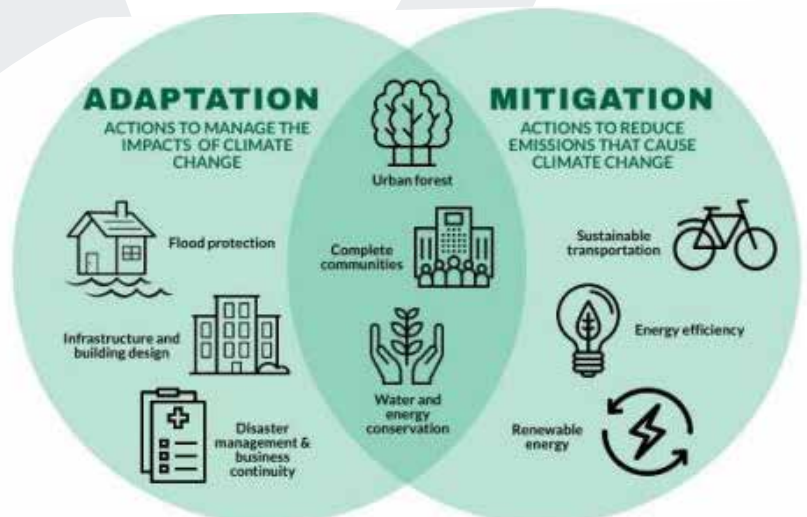 ADAPTATION
ACTIONS TO MANAGE THE
IMPACTS OF CLIMATE
CHANGE
Flood protection
Infrastructure and
building design
Disaster
management &
business
continuity
Urban forest
Complete
communities
Water and
energy
conservation
MITIGATION
ACTIONS TO REDUCE
EMISSIONS THAT CAUSE
CLIMATE CHANGE
Sustainable
transportation
Energy efficiency
Renewable
energy